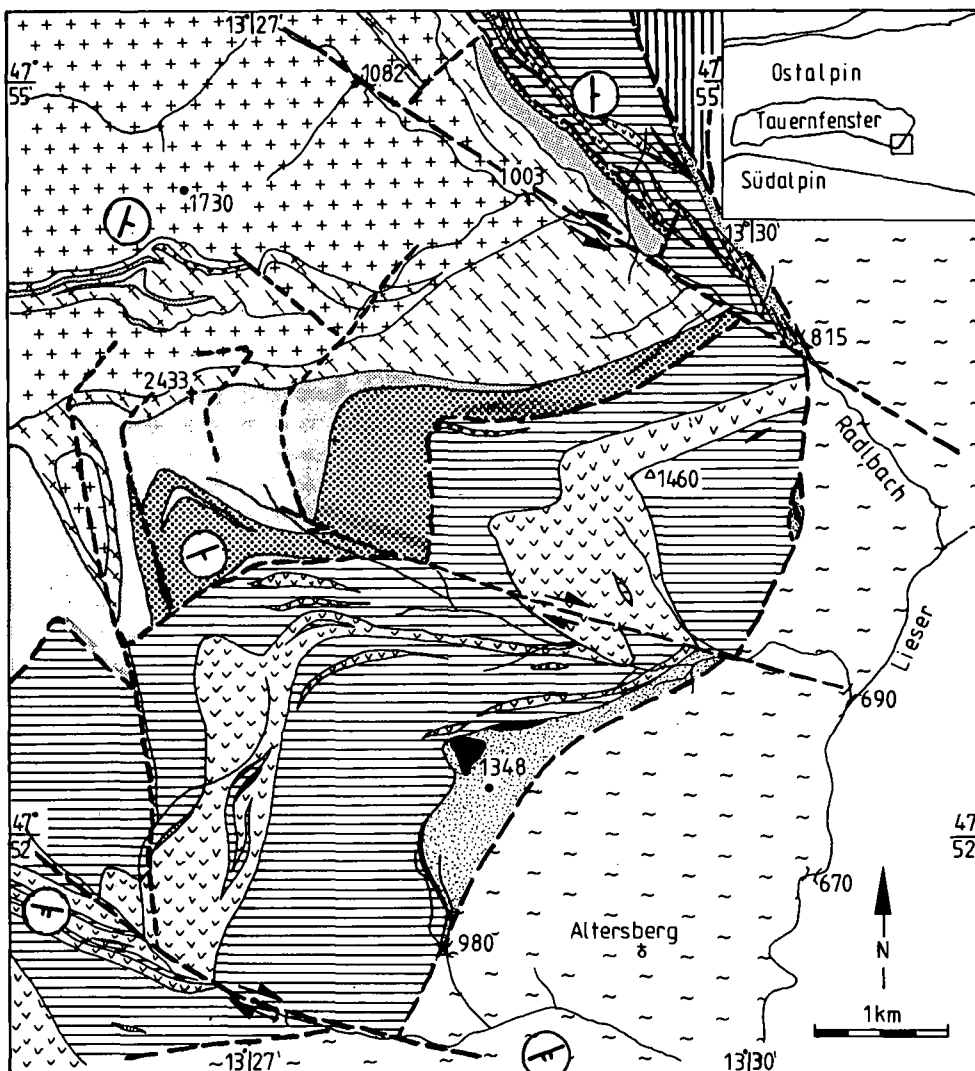 13°27'
47°
55'
1082
47°
55'
Ostalpin
Tauernfenster
Südalpin
1003
1730
13°30'
815
2433
Radlbach
1460
Lieser
690
1348
47°
52'
47°
52'
670
Altersberg
980
N
1km
13°27'
13°30'